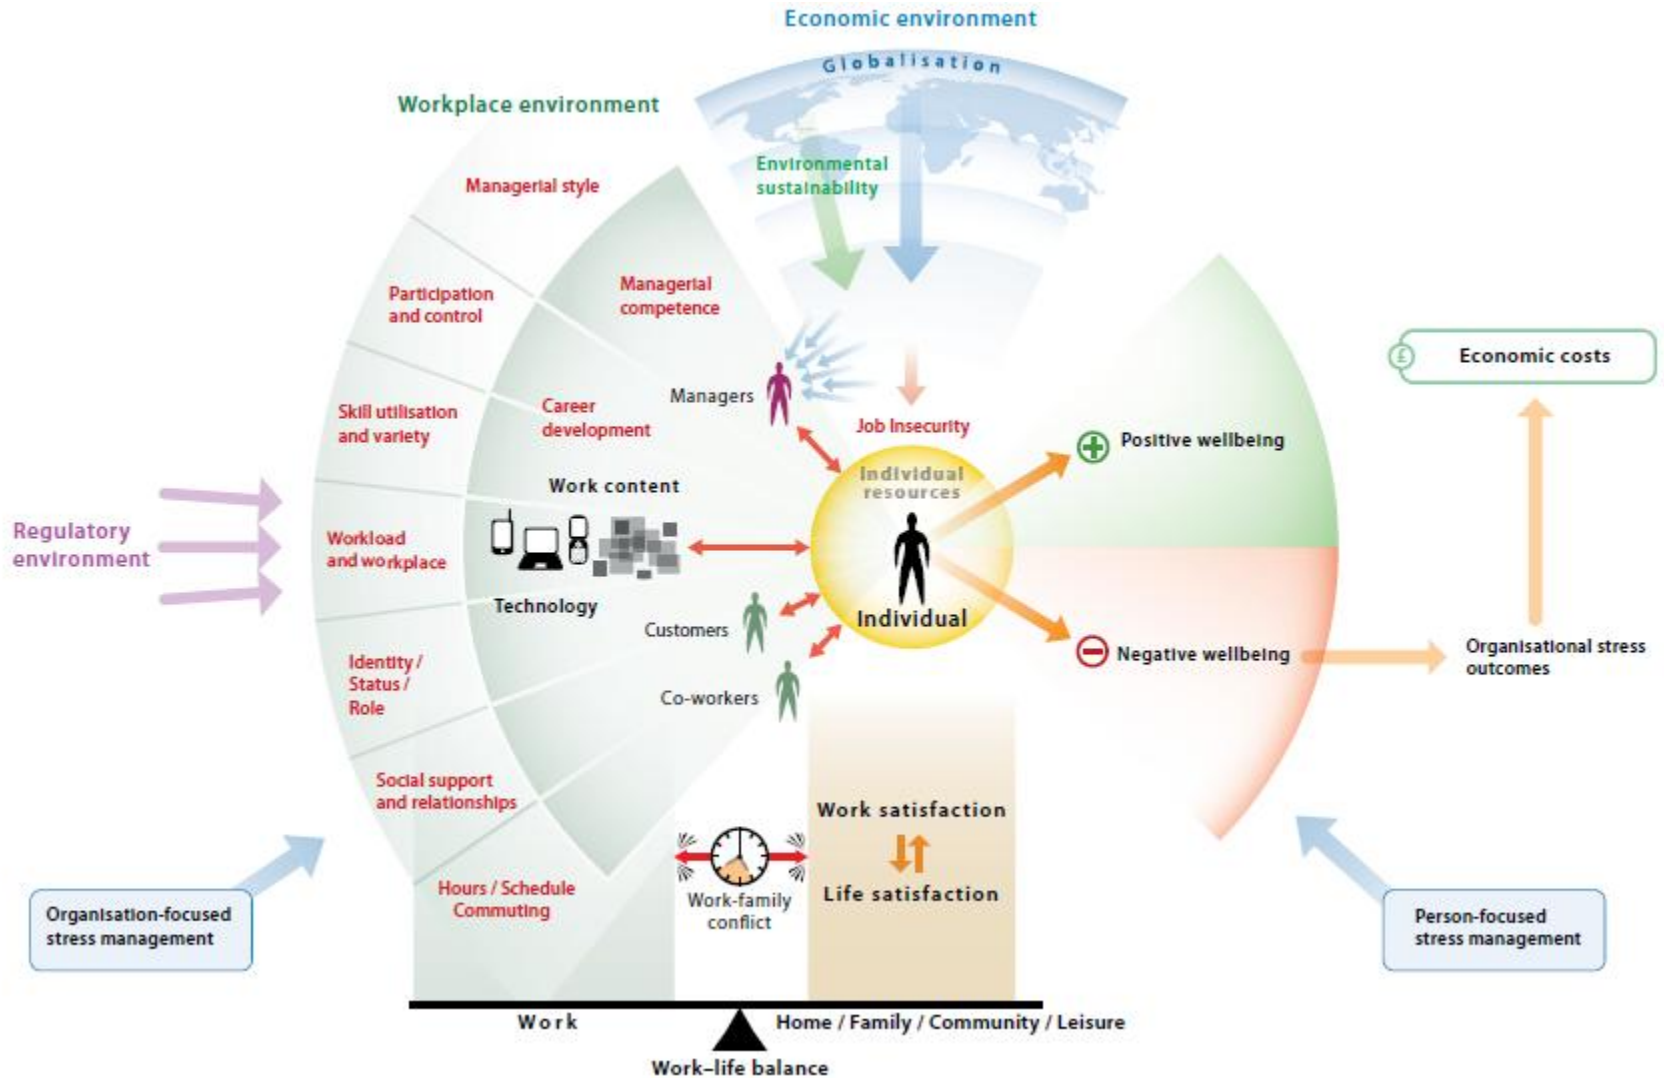 Economic environment
Globalisation
Workplace environment
Environmental
sustainability
Managerial style
Managerial
competence
Participation
and control
Economic costs
£
Managers
Career
development
Skill utilisation
and variety
Job Insecurity
Positive wellbeing
Individual
resources
Work content
Regulatory
environment
Workload
and workplace
Technology
Individual
Customers
Negative wellbeing
Organisational stress
outcomes
Identity /
Status /
Role
Co-workers
Social support
and relationships
Work satisfaction
Life satisfaction
Hours / Schedule
Commuting
Work-family
conflict
Organisation-focused
stress management
Person-focused
stress management
Work
Home / Family / Community / Leisure
Work–life balance